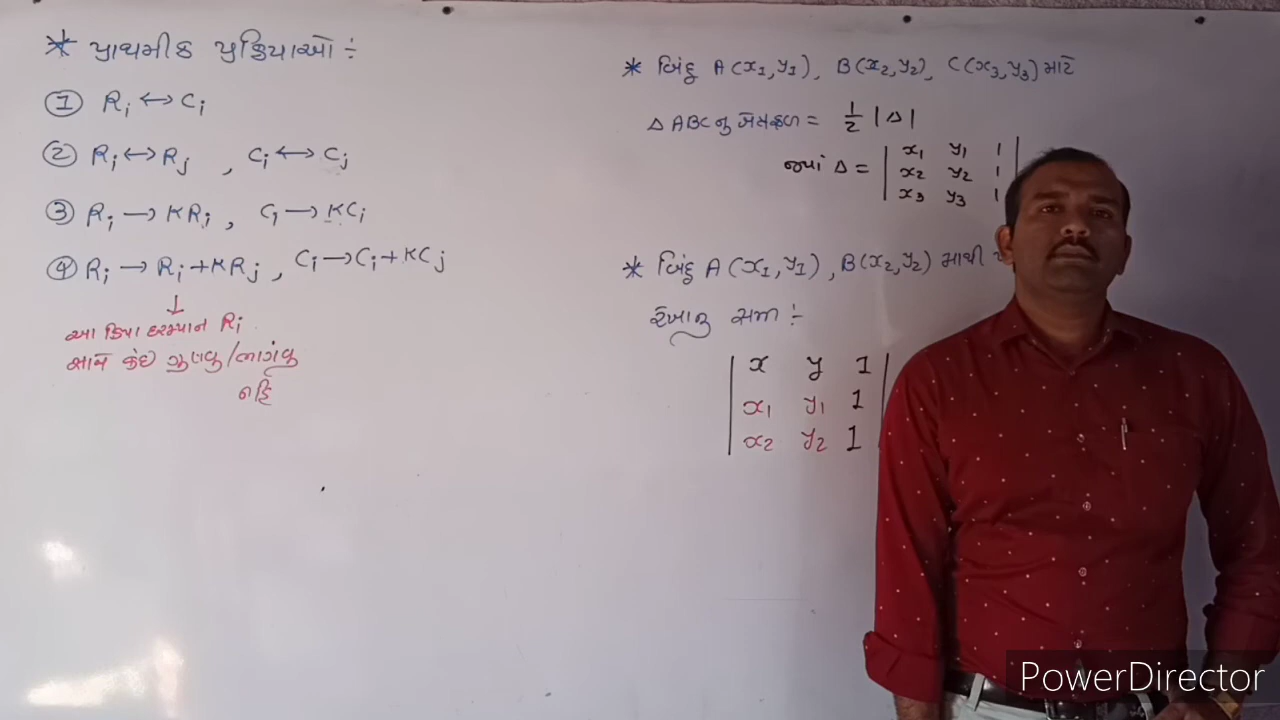 * પ્રાથમીક પ્રક્રિયાઓ :-
① Ri ↔ Ci
② Ri ↔ Rj , Ci ↔ Cj
③ Ri → KRi , Ci → KCi
④ Ri → Ri + KRj , Ci → Ci + KCj
↓
આ ક્રિયા દરમ્યાન Ri
સાથે કંઇ ગુણવુ/ભાગવુ
નહિ
* બિંદુ A(x1, y1), B(x2, y2), C(x3, y3) માટે
Δ ABC નુ ક્ષેત્રફળ = 1/2 |Δ|
જ્યાં Δ = | x1 y1 1 |
x2 y2 1
x3 y3 1
* બિંદુ A(x1, y1), B(x2, y2) માથી
રેખાનુ સમી :-
| x y 1 |
x1 y1 1
x2 y2 1
PowerDirector